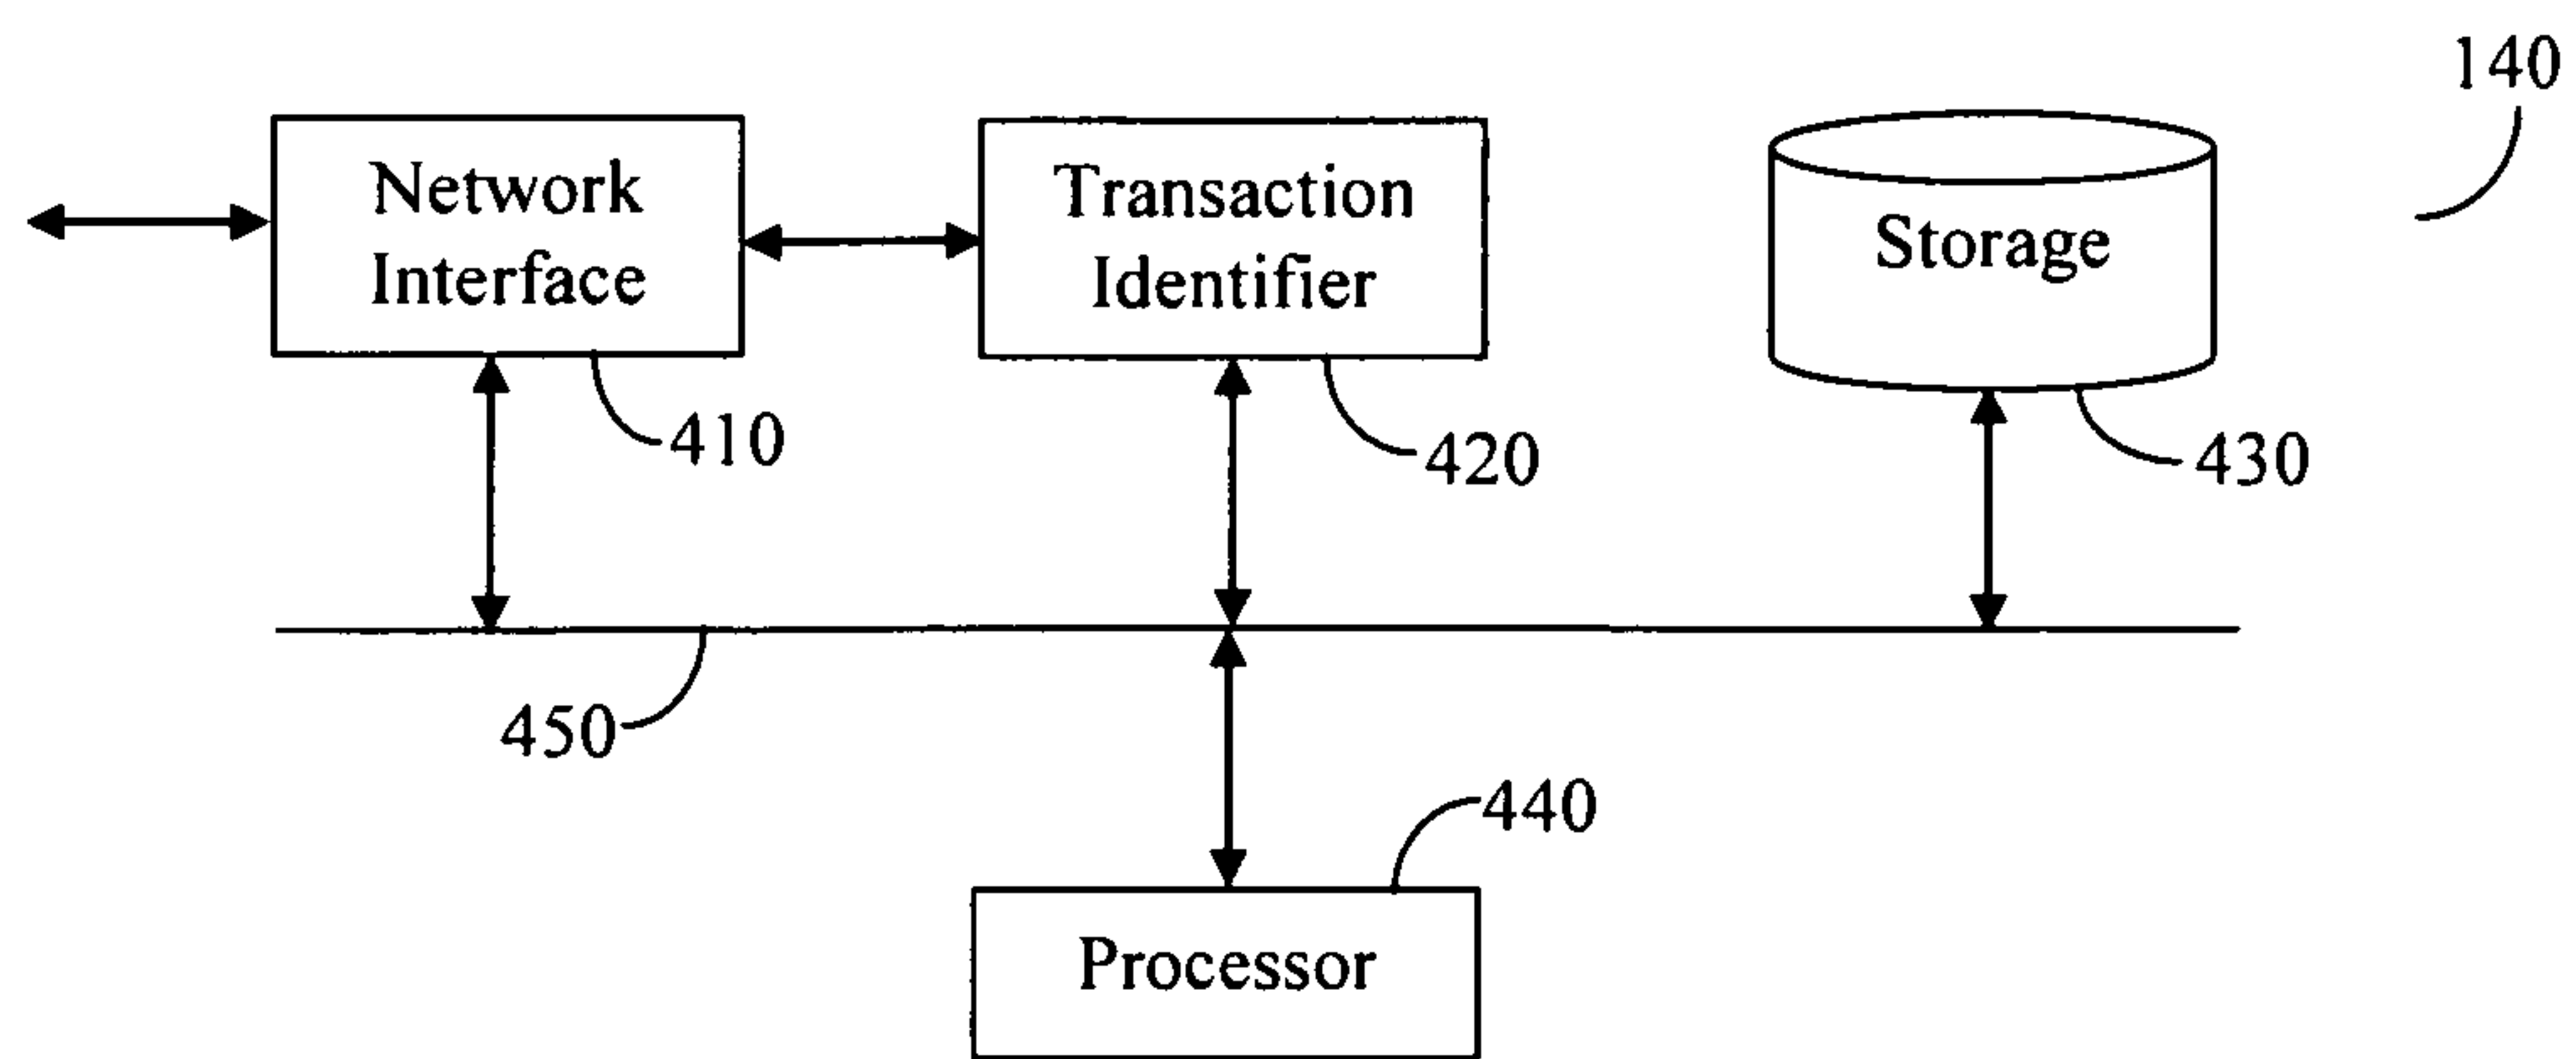 140
Network
Interface
Transaction
Identifier
Storage
410
420
430
450
440
Processor